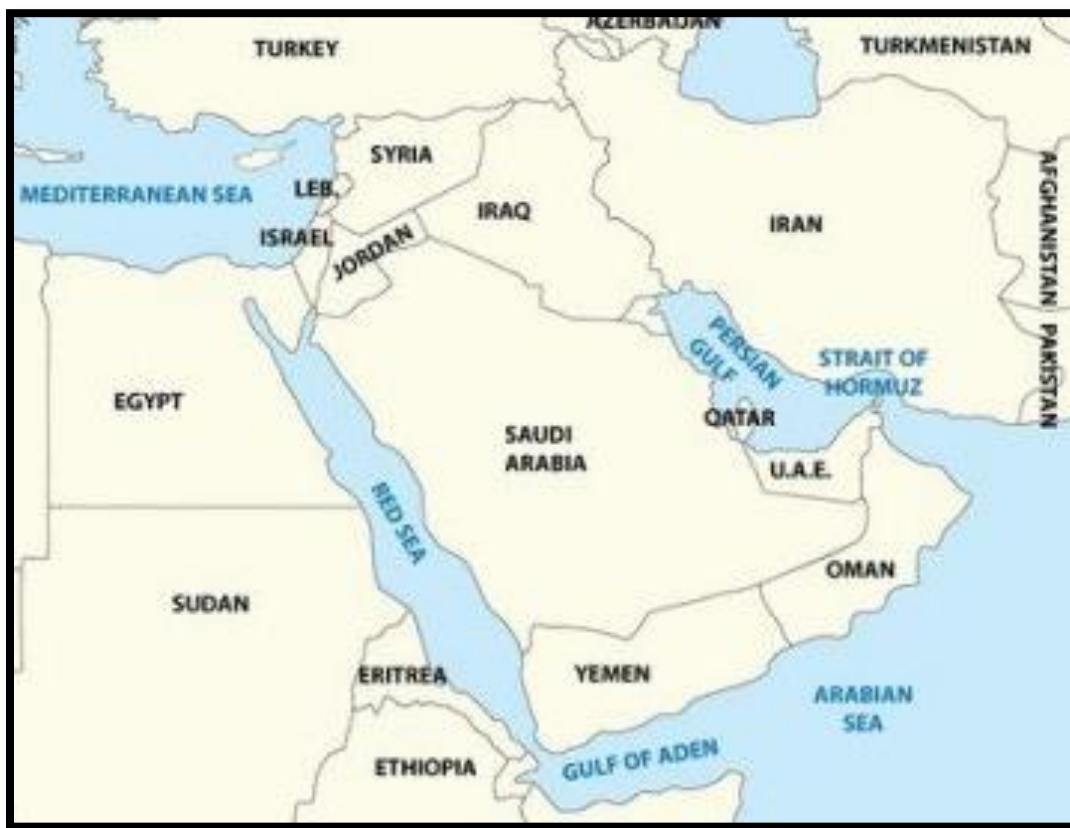 AZERBAIJAN
TURKEY
TURKMENISTAN
SYRIA
MEDITERRANEAN SEA
LEB.
IRAQ
IRAN
AFGHANISTAN
ISRAEL
JORDAN
PERSIAN
GULF
STRAIT OF
HORMUZ
PAKISTAN
EGYPT
QATAR
SAUDI
ARABIA
U.A.E.
RED SEA
OMAN
SUDAN
ERITREA
YEMEN
ARABIAN
SEA
ETHIOPIA
GULF OF ADEN